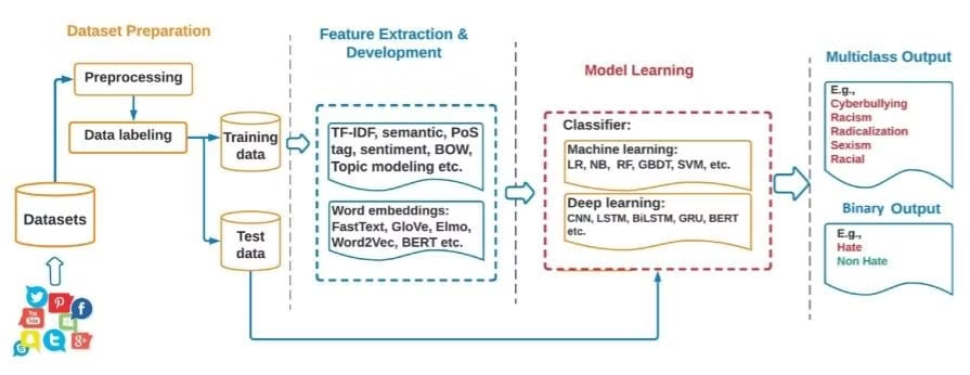 Dataset Preparation
Preprocessing
Data labeling
Datasets
Training
data
Test
data
Feature Extraction &
Development
TF-IDF, semantic, PoS
tag, sentiment, BOW,
Topic modeling etc.
Word embeddings:
FastText, GloVe, Elmo,
Word2Vec, BERT etc.
Model Learning
Classifier:
Machine learning:
LR, NB, RF, GBDT, SVM, etc.
Deep learning:
CNN, LSTM, BiLSTM, GRU, BERT
etc.
Multiclass Output
E.g.,
Cyberbullying
Racism
Radicalization
Sexism
Racial
Binary Output
E.g.,
Hate
Non Hate